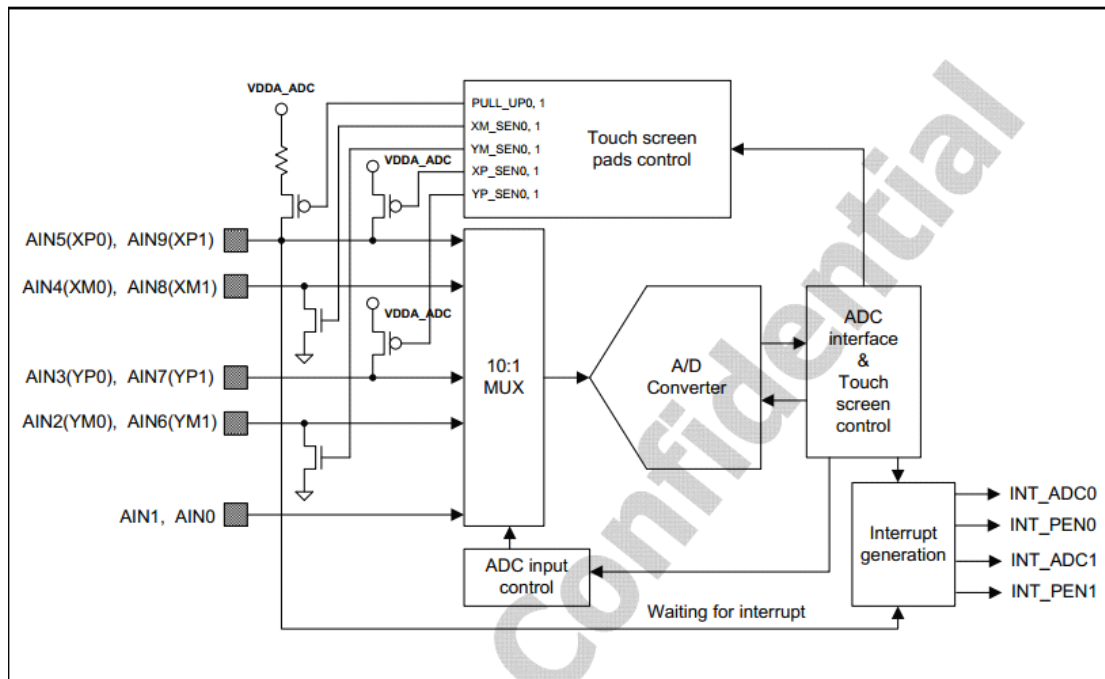 VDDA_ADC
PULL_UP0, 1
XM_SEN0, 1
YM_SEN0, 1
XP_SEN0, 1
YP_SEN0, 1
Touch screen
pads control
VDDA_ADC
AIN5(XP0), AIN9(XP1)
AIN4(XM0), AIN8(XM1)
VDDA_ADC
AIN3(YP0), AIN7(YP1)
AIN2(YM0), AIN6(YM1)
AIN1, AIN0
10:1
MUX
A/D
Converter
ADC
interface
&
Touch
screen
control
ADC input
control
Interrupt
generation
INT_ADC0
INT_PEN0
INT_ADC1
INT_PEN1
Waiting for interrupt
Confidential